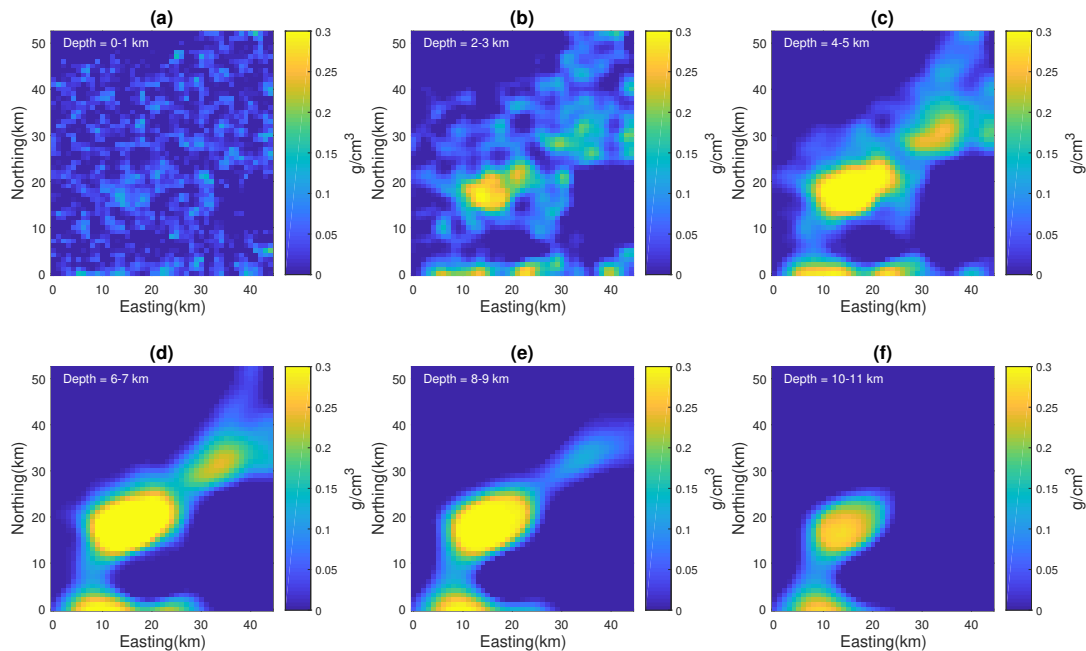 (a)
Depth = 0-1 km
Northing(km)
50
40
30
20
10
0
0 10 20 30 40
Easting(km)
0.3
0.25
0.2
0.15
0.1
0.05
0
g/cm³
(b)
Depth = 2-3 km
Northing(km)
50
40
30
20
10
0
0 10 20 30 40
Easting(km)
0.3
0.25
0.2
0.15
0.1
0.05
0
g/cm³
(c)
Depth = 4-5 km
Northing(km)
50
40
30
20
10
0
0 10 20 30 40
Easting(km)
0.3
0.25
0.2
0.15
0.1
0.05
0
g/cm³
(d)
Depth = 6-7 km
Northing(km)
50
40
30
20
10
0
0 10 20 30 40
Easting(km)
0.3
0.25
0.2
0.15
0.1
0.05
0
g/cm³
(e)
Depth = 8-9 km
Northing(km)
50
40
30
20
10
0
0 10 20 30 40
Easting(km)
0.3
0.25
0.2
0.15
0.1
0.05
0
g/cm³
(f)
Depth = 10-11 km
Northing(km)
50
40
30
20
10
0
0 10 20 30 40
Easting(km)
0.3
0.25
0.2
0.15
0.1
0.05
0
g/cm³